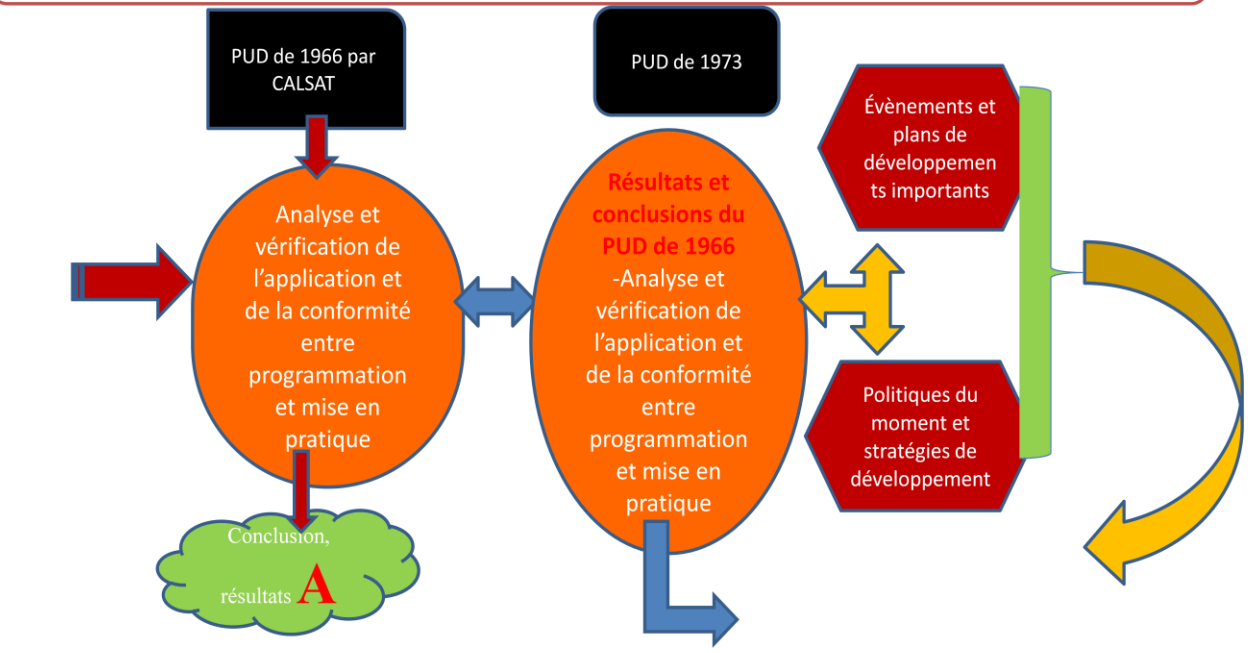 PUD de 1966 par
CALSAT
PUD de 1973
Évènements et
plans de
développemen
ts importants
Analyse et
vérification de
l’application et
de la conformité
entre
programmation
et mise en
pratique
Résultats et
conclusions du
PUD de 1966
-Analyse et
vérification de
l’application et
de la conformité
entre
programmation
et mise en
pratique
Politiques du
moment et
stratégies de
développement
Conclusion,
résultats A